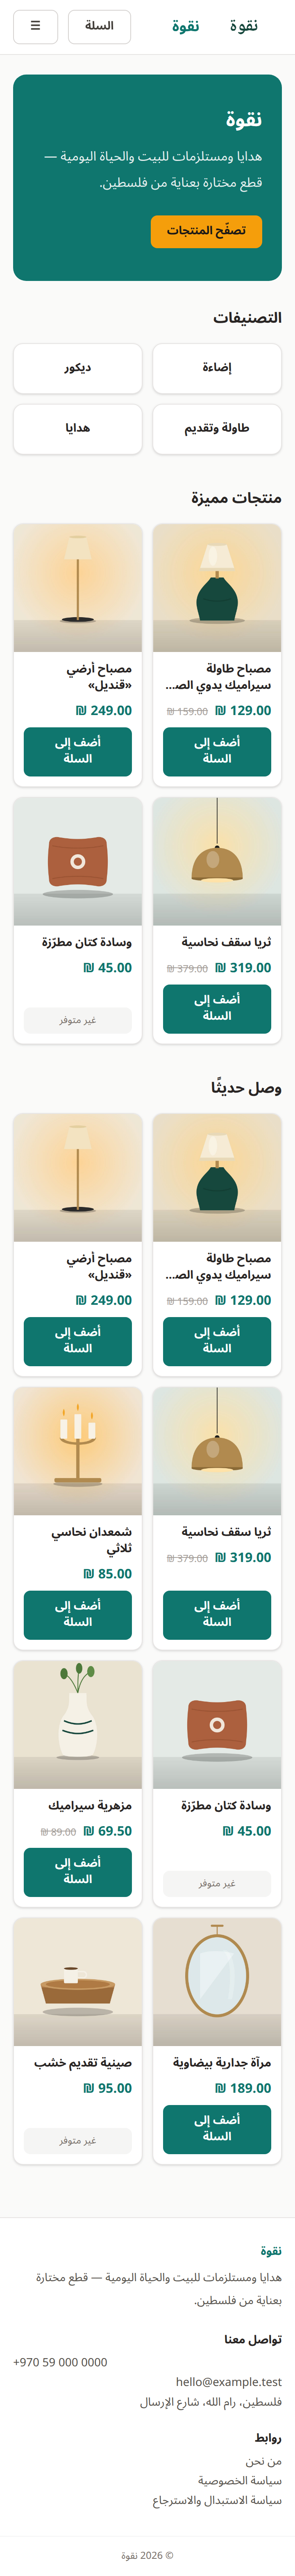 نقوة نقوة السلة ☰
نقوة
هدايا ومستلزمات للبيت والحياة اليومية —
قطع مختارة بعناية من فلسطين.
تصفّح المنتجات
التصنيفات
إضاءة
ديكور
طاولة وتقديم
هدايا
منتجات مميزة
مصباح طاولة
سيراميك يدوي الصـ...
129.00 ₪ 159.00 ₪
أضف إلى
السلة
مصباح أرضي
«قنديل»
249.00 ₪
أضف إلى
السلة
ثريا سقف نحاسية
319.00 ₪ 379.00 ₪
أضف إلى
السلة
وسادة كتان مطرّزة
45.00 ₪
غير متوفر
وصل حديثًا
مصباح طاولة
سيراميك يدوي الصـ...
129.00 ₪ 159.00 ₪
أضف إلى
السلة
مصباح أرضي
«قنديل»
249.00 ₪
أضف إلى
السلة
ثريا سقف نحاسية
319.00 ₪ 379.00 ₪
أضف إلى
السلة
شمعدان نحاسي
ثلاثي
85.00 ₪
أضف إلى
السلة
وسادة كتان مطرّزة
45.00 ₪
غير متوفر
مزهرية سيراميك
69.50 ₪ 89.00 ₪
أضف إلى
السلة
مرآة جدارية بيضاوية
189.00 ₪
أضف إلى
السلة
صينية تقديم خشب
95.00 ₪
غير متوفر
نقوة
هدايا ومستلزمات للبيت والحياة اليومية — قطع مختارة
بعناية من فلسطين.
تواصل معنا
+970 59 000 0000
hello@example.test
فلسطين، رام الله، شارع الإرسال
روابط
من نحن
سياسة الخصوصية
سياسة الاستبدال والاسترجاع
© 2026 نقوة